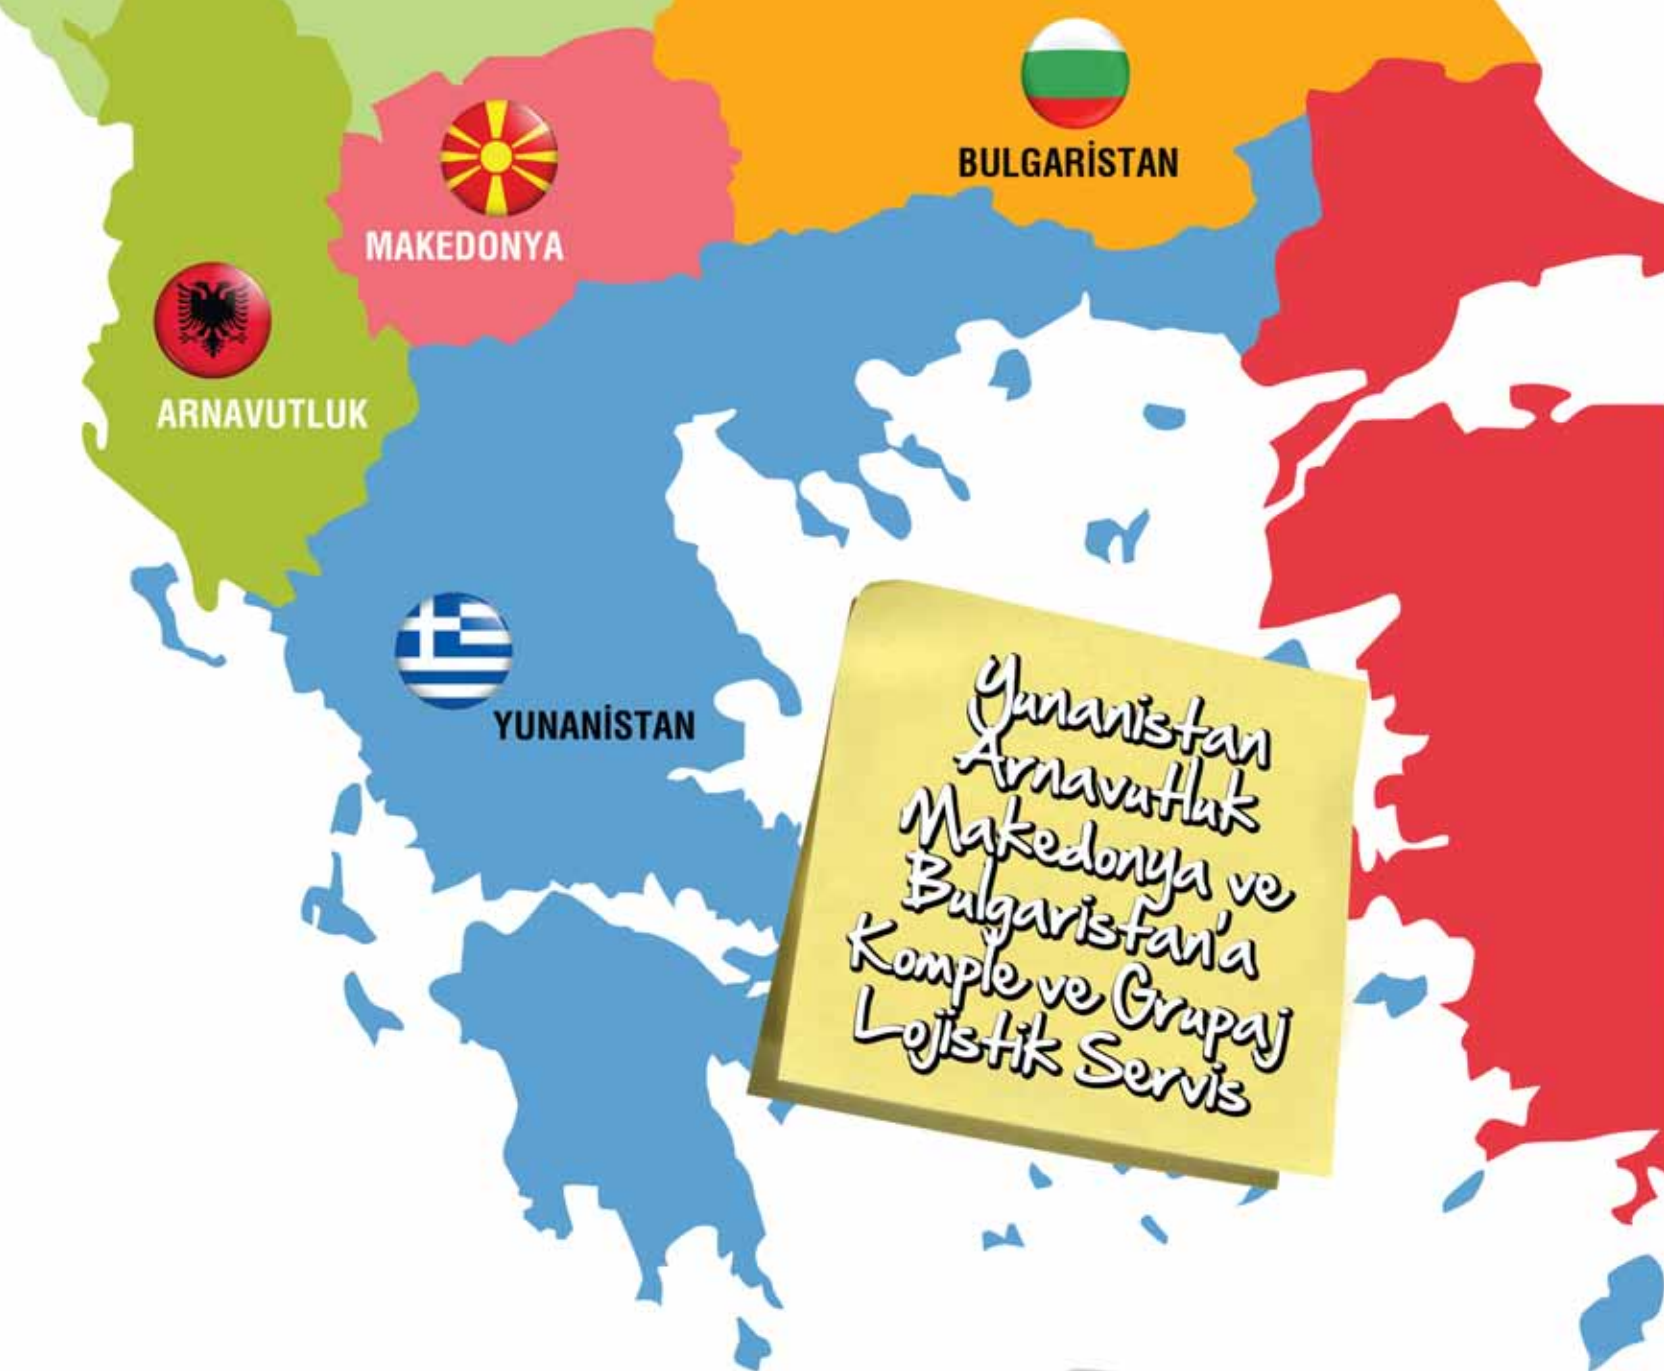 BULGARİSTAN
MAKEDONYA
ARNAVUTLUK
YUNANİSTAN
Yunanistan
Arnavutluk
Makedonya ve
Bulgaristan'a
Komple ve Grupaj
Lojistik Servis